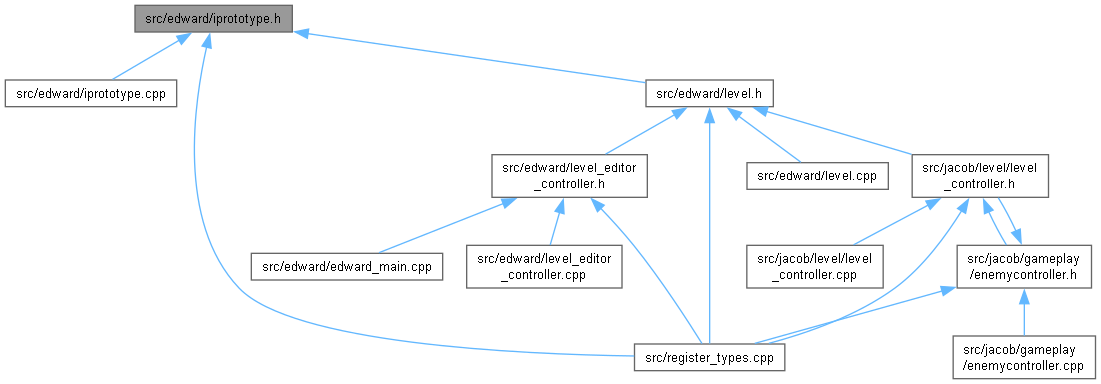 src/edward/iprototype.h
src/edward/iprototype.cpp
src/edward/level.h
src/edward/level_editor
_controller.h
src/edward/level.cpp
src/jacob/level/level
_controller.h
src/edward/edward_main.cpp
src/edward/level_editor
_controller.cpp
src/jacob/level/level
_controller.cpp
src/jacob/gameplay
/enemycontroller.h
src/register_types.cpp
src/jacob/gameplay
/enemycontroller.cpp